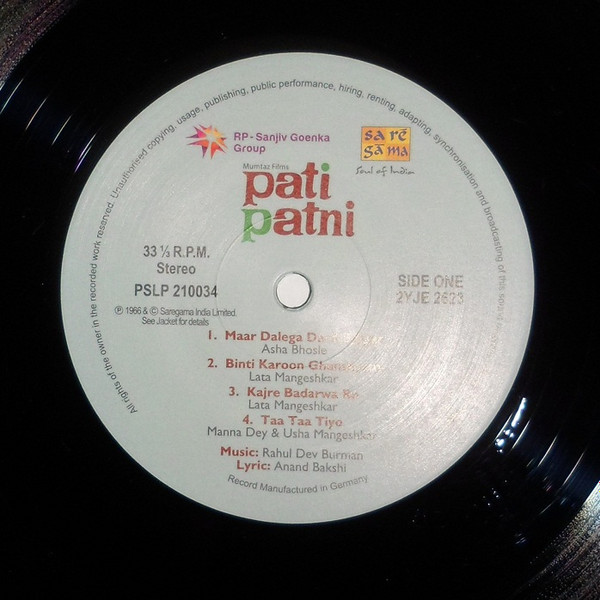 All rights of the owner in the recorded work reserved. Unauthorised copying, usage, publishing, public performance, hiring, renting, adapting, synchronisation and broadcasting of this sound
RP-Sanjiv Goenka
Group
sa rē
gā ma
Soul of India
Mumtaz Films
pati
patni
33 ⅓ R.P.M.
Stereo
PSLP 210034
SIDE ONE
2YJE 2623
℗ 1966 & © Saregama India Limited.
See Jacket for details
1. Maar Dalega
Asha Bhosle
2. Binti Karoon
Lata Mangeshkar
3. Kajre Badarwa Re
Lata Mangeshkar
4. Taa Taa Tiyo
Manna Dey & Usha Mangeshkar
Music: Rahul Dev Burman
Lyric: Anand Bakshi
Record Manufactured in Germany